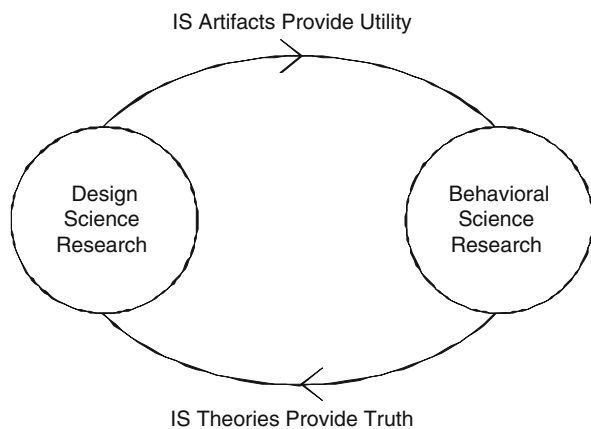 IS Artifacts Provide Utility
Design
Science
Research
Behavioral
Science
Research
IS Theories Provide Truth